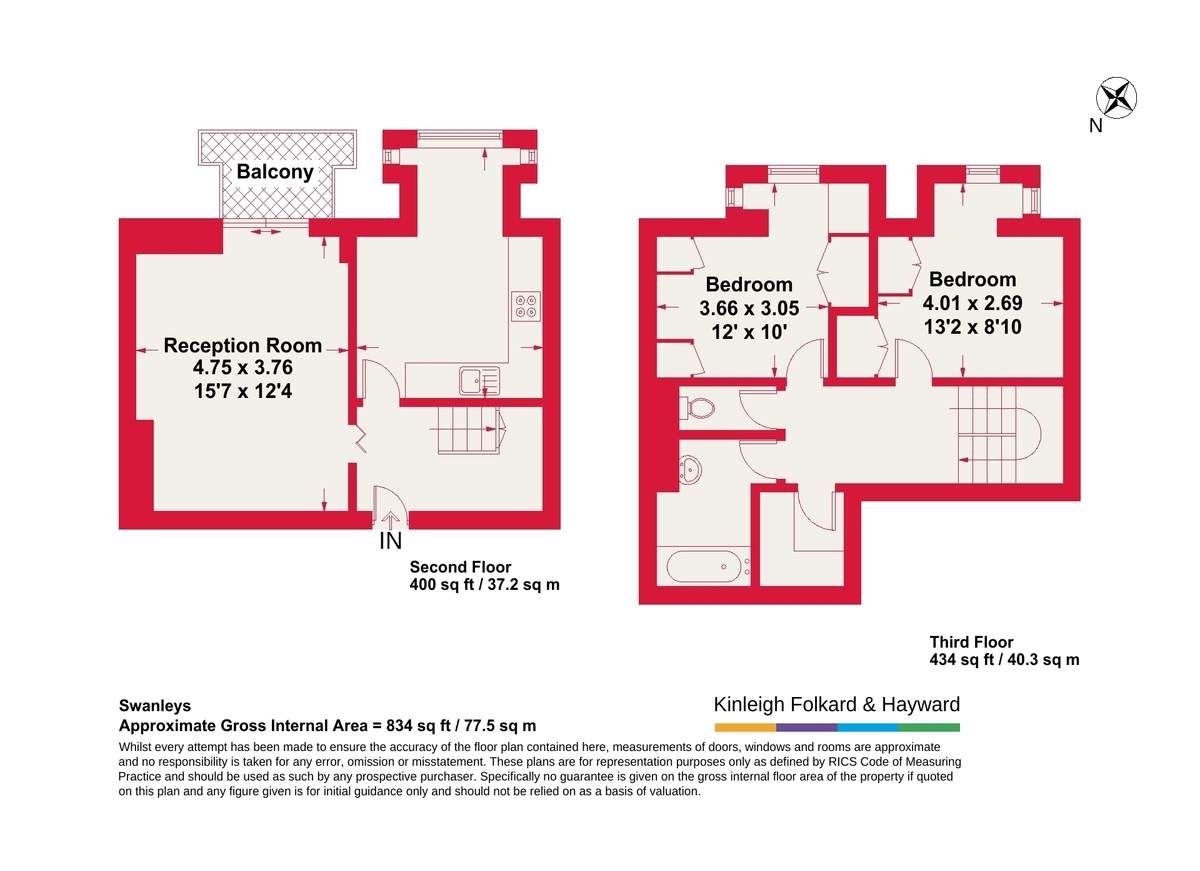 N
Balcony
Reception Room
4.75 x 3.76
15'7 x 12'4
IN
Second Floor
400 sq ft / 37.2 sq m
Bedroom
3.66 x 3.05
12' x 10'
Bedroom
4.01 x 2.69
13'2 x 8'10
Third Floor
434 sq ft / 40.3 sq m
Swanleys
Approximate Gross Internal Area = 834 sq ft / 77.5 sq m
Kinleigh Folkard & Hayward
Whilst every attempt has been made to ensure the accuracy of the floor plan contained here, measurements of doors, windows and rooms are approximate
and no responsibility is taken for any error, omission or misstatement. These plans are for representation purposes only as defined by RICS Code of Measuring
Practice and should be used as such by any prospective purchaser. Specifically no guarantee is given on the gross internal floor area of the property if quoted
on this plan and any figure given is for initial guidance only and should not be relied on as a basis of valuation.